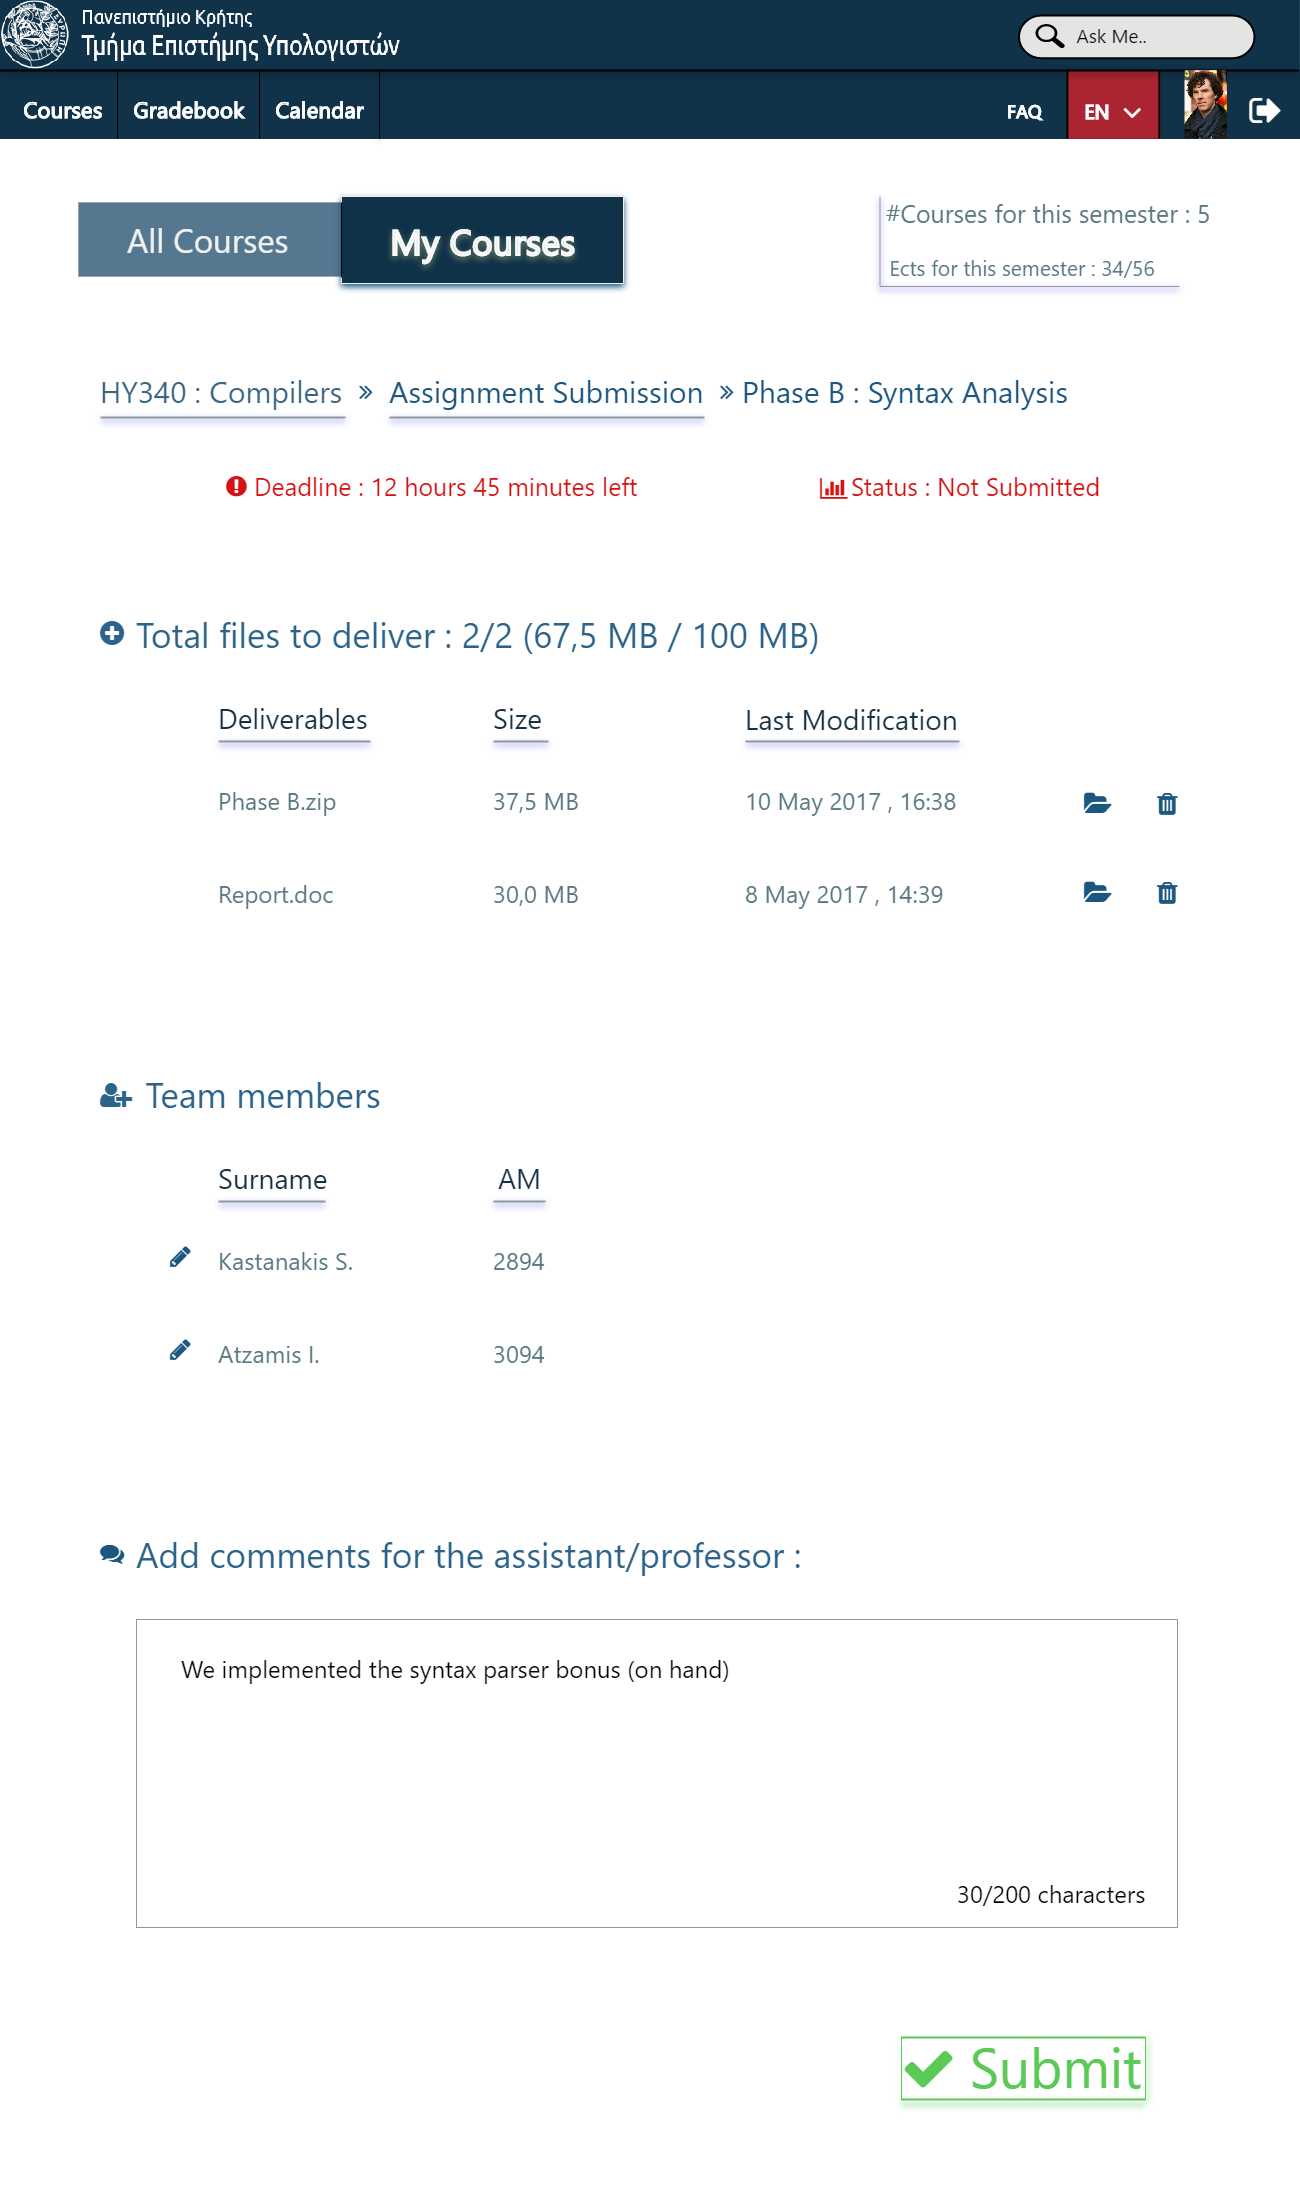 Πανεπιστήμιο Κρήτης
Τμήμα Επιστήμης Υπολογιστών
Ask Me..
Courses Gradebook Calendar FAQ EN
All Courses My Courses
#Courses for this semester : 5
Ects for this semester : 34/56
HY340 : Compilers » Assignment Submission » Phase B : Syntax Analysis
Deadline : 12 hours 45 minutes left Status : Not Submitted
Total files to deliver : 2/2 (67,5 MB / 100 MB)
Deliverables Size Last Modification
Phase B.zip 37,5 MB 10 May 2017 , 16:38
Report.doc 30,0 MB 8 May 2017 , 14:39
Team members
Surname AM
Kastanakis S. 2894
Atzamis I. 3094
Add comments for the assistant/professor :
We implemented the syntax parser bonus (on hand)
30/200 characters
Submit